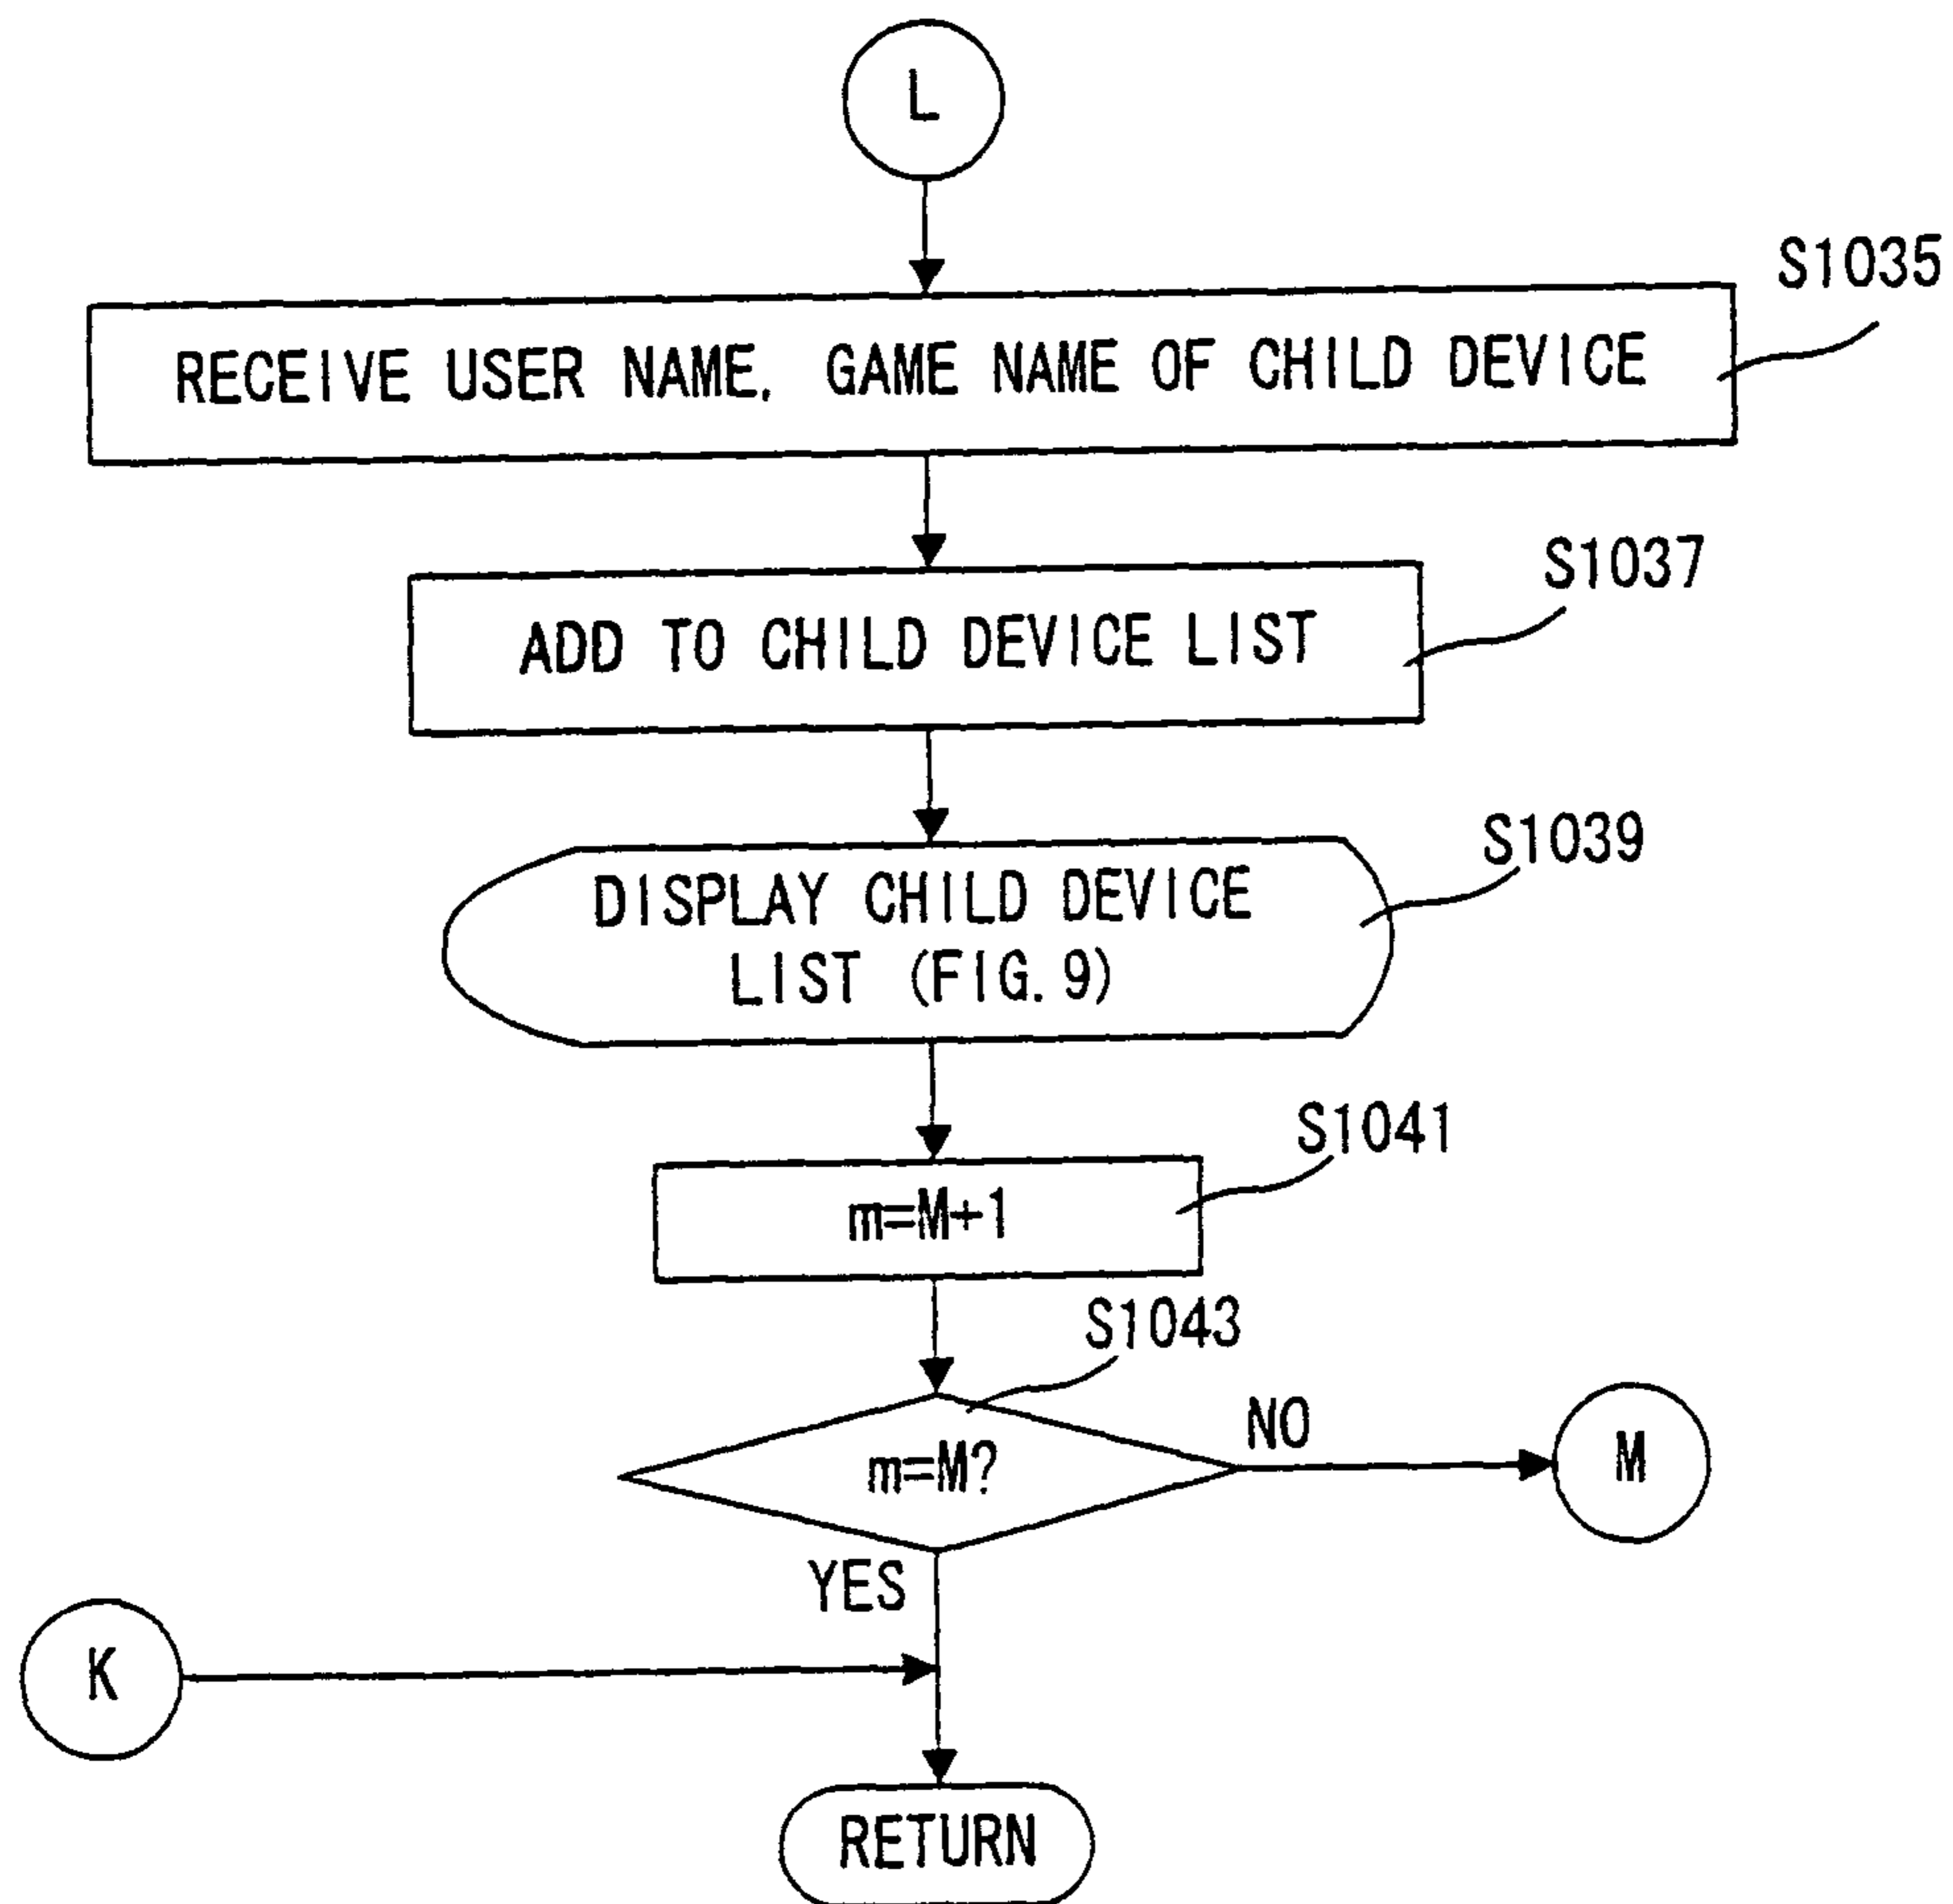 L
S1035
RECEIVE USER NAME, GAME NAME OF CHILD DEVICE
S1037
ADD TO CHILD DEVICE LIST
S1039
DISPLAY CHILD DEVICE
LIST (FIG. 9)
S1041
m=M+1
S1043
m=M?
NO
M
YES
K
RETURN